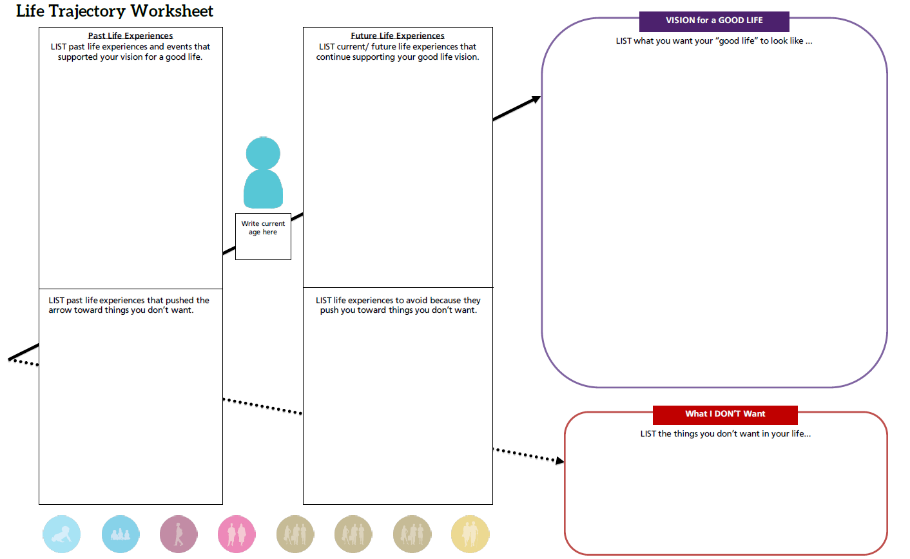 Life Trajectory Worksheet
Past Life Experiences
LIST past life experiences and events that
supported your vision for a good life.
Future Life Experiences
LIST current/ future life experiences that
continue supporting your good life vision.
VISION for a GOOD LIFE
LIST what you want your “good life” to look like ...
Write current
age here
LIST past life experiences that pushed the
arrow toward things you don’t want.
LIST life experiences to avoid because they
push you toward things you don’t want.
What I DON’T Want
LIST the things you don’t want in your life...